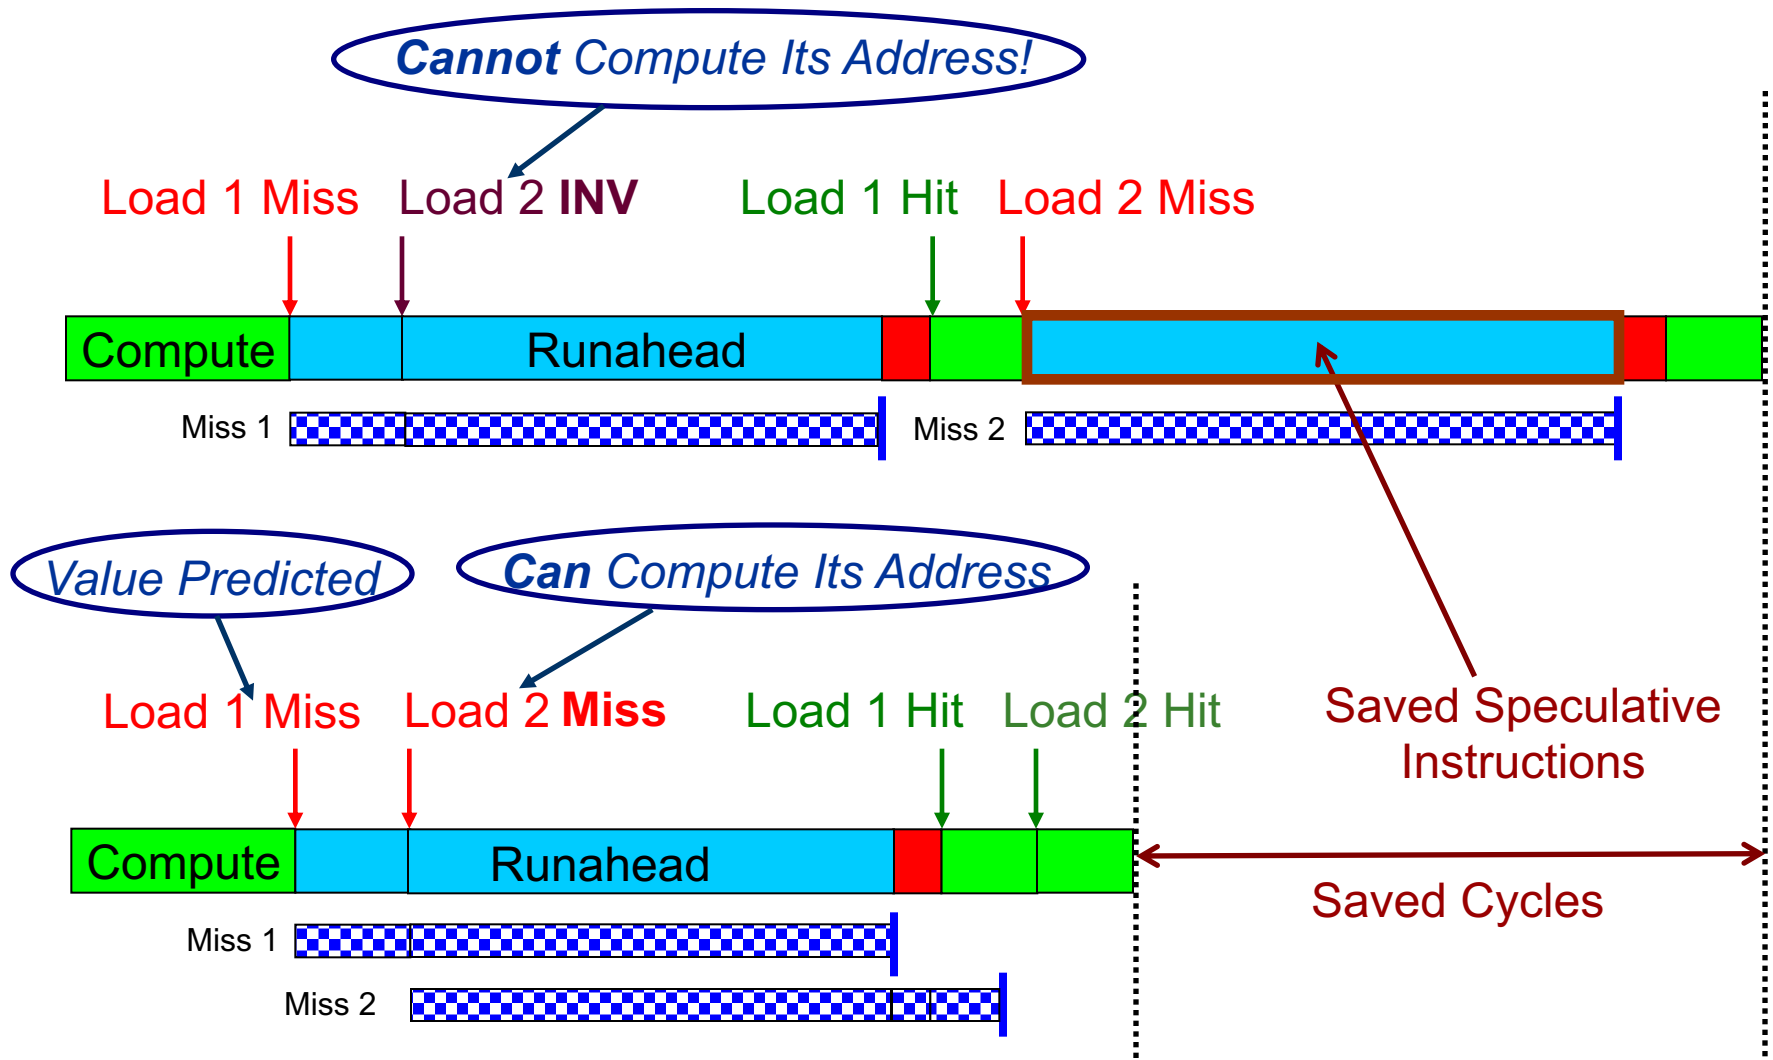 Cannot Compute Its Address!
Load 1 Miss Load 2 INV Load 1 Hit Load 2 Miss
Compute Runahead
Miss 1 Miss 2
Value Predicted Can Compute Its Address
Load 1 Miss Load 2 Miss Load 1 Hit Load 2 Hit
Saved Speculative
Instructions
Compute Runahead
Saved Cycles
Miss 1
Miss 2